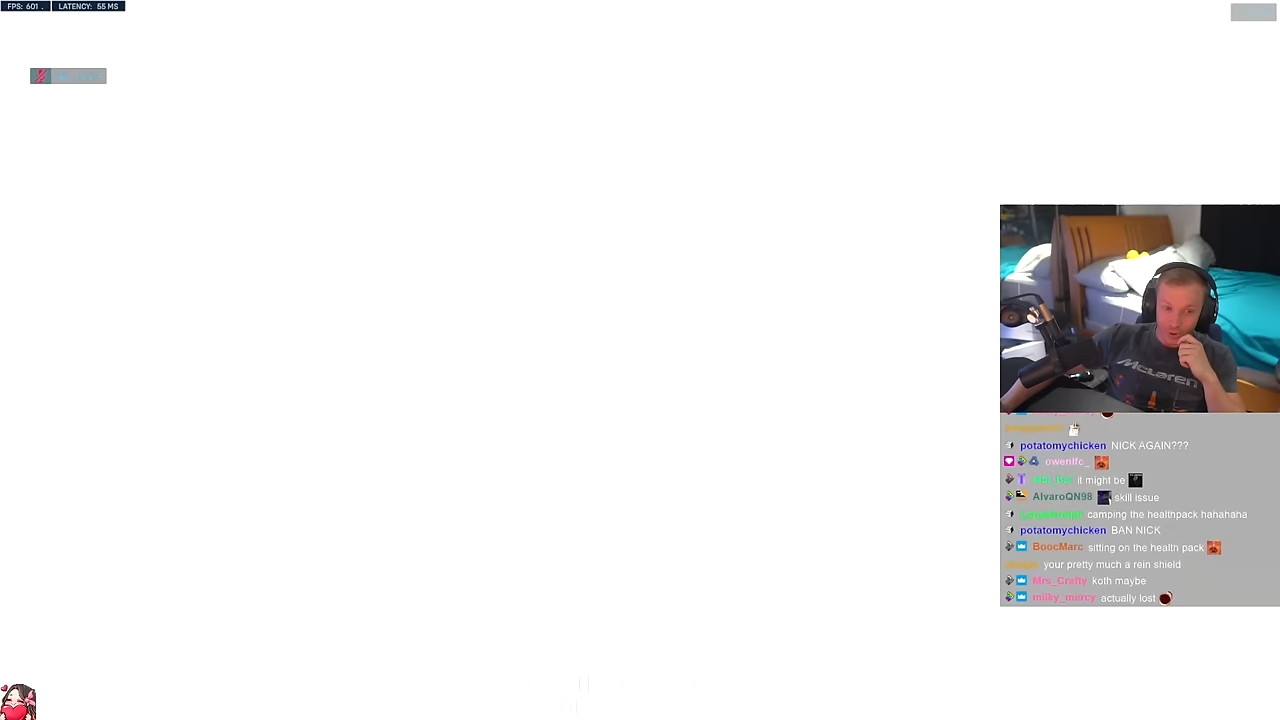 FPS: 601 .
LATENCY: 55 MS
McLaren
potatomychicken NICK AGAIN???
owenlfc_
it might be
AlvaroQN98 skill issue
camping the healthpack hahahaha
potatomychicken BAN NICK
BoocMarc sitting on the health pack
your pretty much a rein shield
Mrs_Crafty koth maybe
milky_mercy actually lost